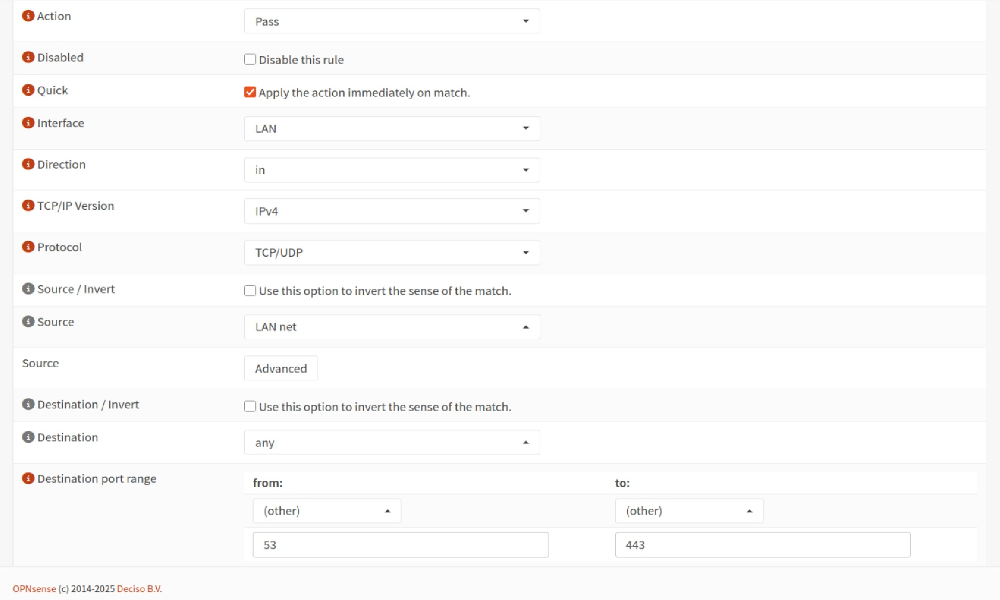 Action
Pass
Disabled
Disable this rule
Quick
Apply the action immediately on match.
Interface
LAN
Direction
in
TCP/IP Version
IPv4
Protocol
TCP/UDP
Source / Invert
Use this option to invert the sense of the match.
Source
LAN net
Source
Advanced
Destination / Invert
Use this option to invert the sense of the match.
Destination
any
Destination port range
from: to:
(other) (other)
53 443
OPNsense (c) 2014-2025 Deciso B.V.